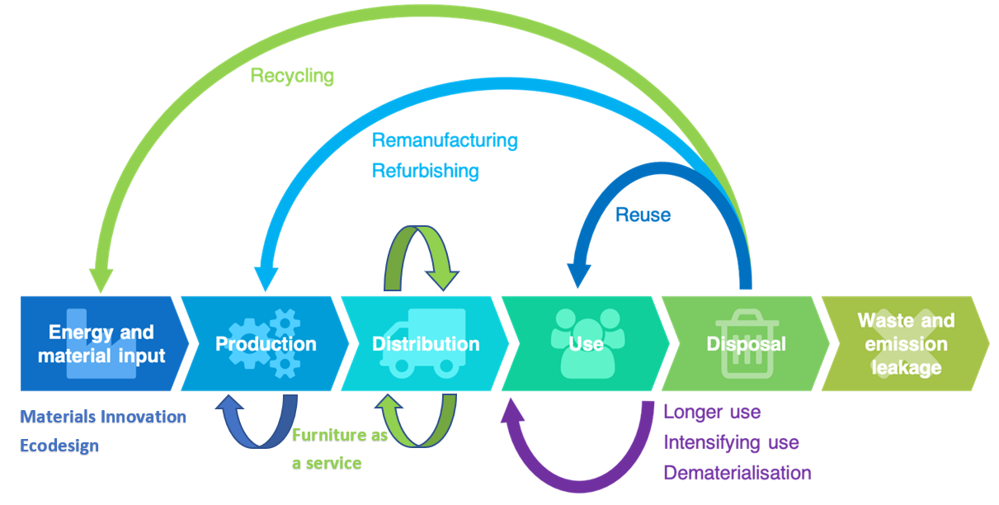 Recycling
Remanufacturing
Refurbishing
Reuse
Energy and
material input
Production
Distribution
Use
Disposal
Waste and
emission
leakage
Materials Innovation
Ecodesign
Furniture as
a service
Longer use
Intensifying use
Dematerialisation